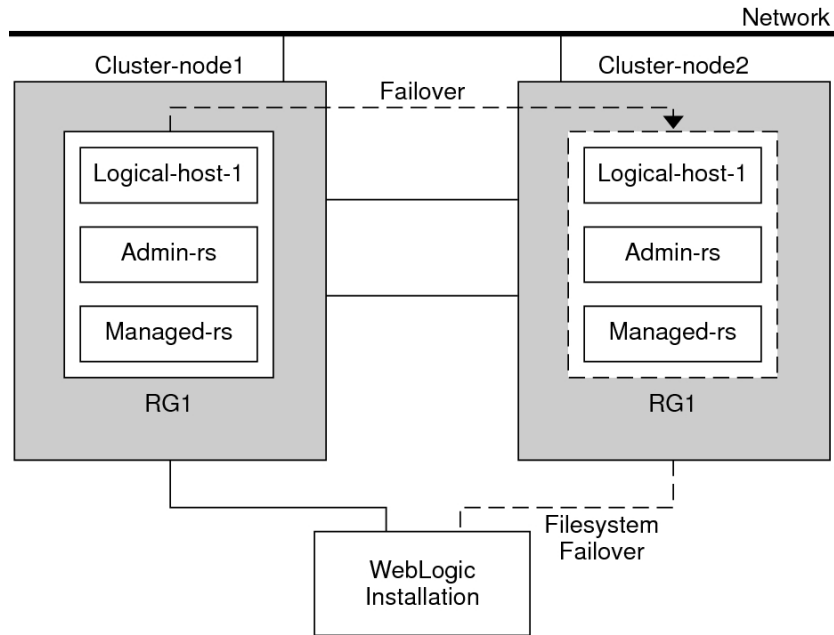 Network
Cluster-node1
Cluster-node2
Failover
Logical-host-1
Admin-rs
Managed-rs
RG1
Logical-host-1
Admin-rs
Managed-rs
RG1
Filesystem
Failover
WebLogic
Installation